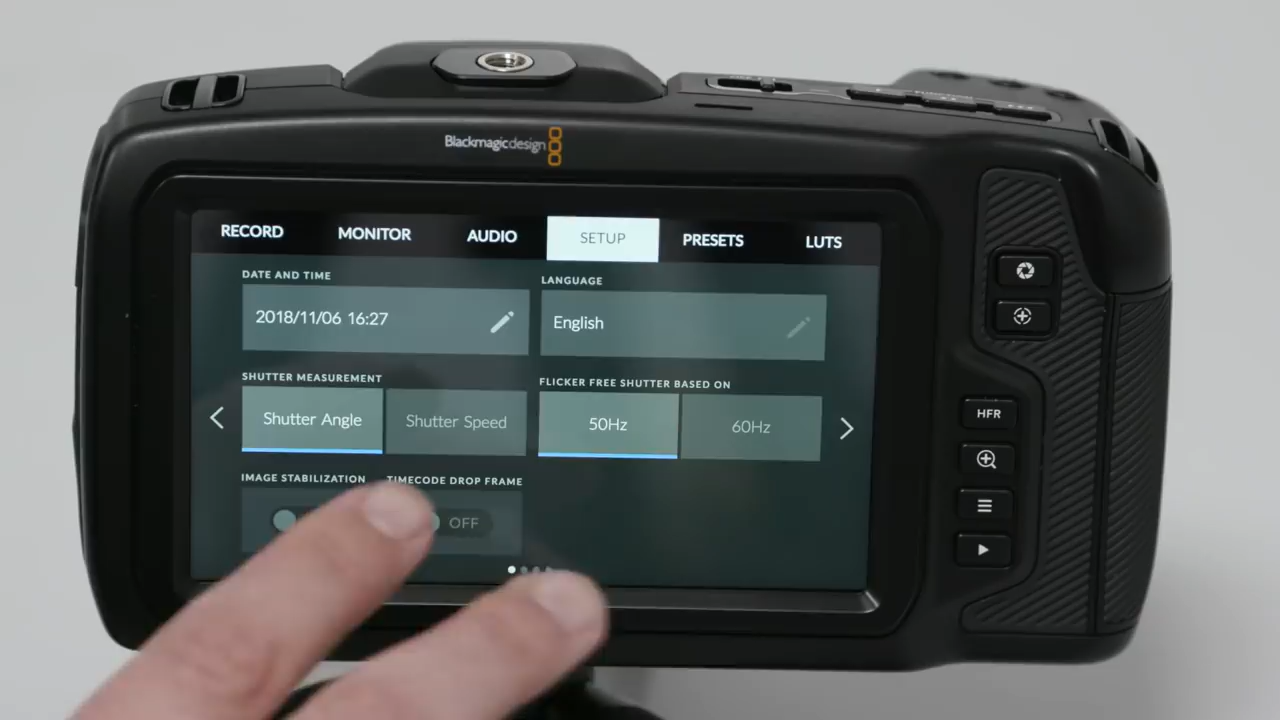 Blackmagicdesign
RECORD MONITOR AUDIO SETUP PRESETS LUTS
DATE AND TIME LANGUAGE
2018/11/06 16:27 English
SHUTTER MEASUREMENT FLICKER FREE SHUTTER BASED ON
Shutter Angle Shutter Speed 50Hz 60Hz
HFR
IMAGE STABILIZATION TIMECODE DROP FRAME
OFF